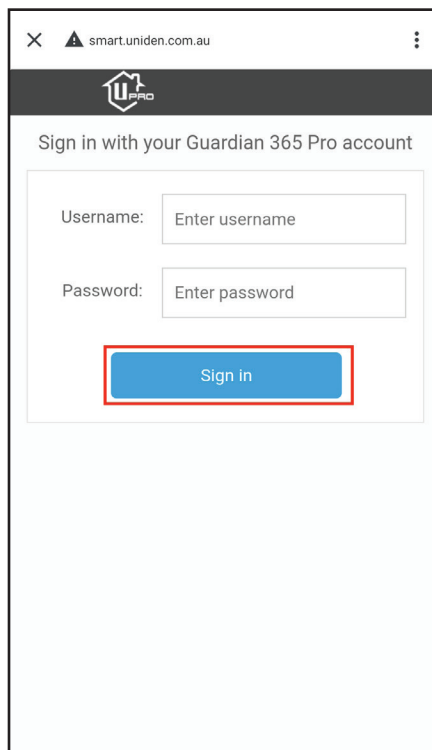 smart.uniden.com.au
UPRO
Sign in with your Guardian 365 Pro account
Username: Enter username
Password: Enter password
Sign in